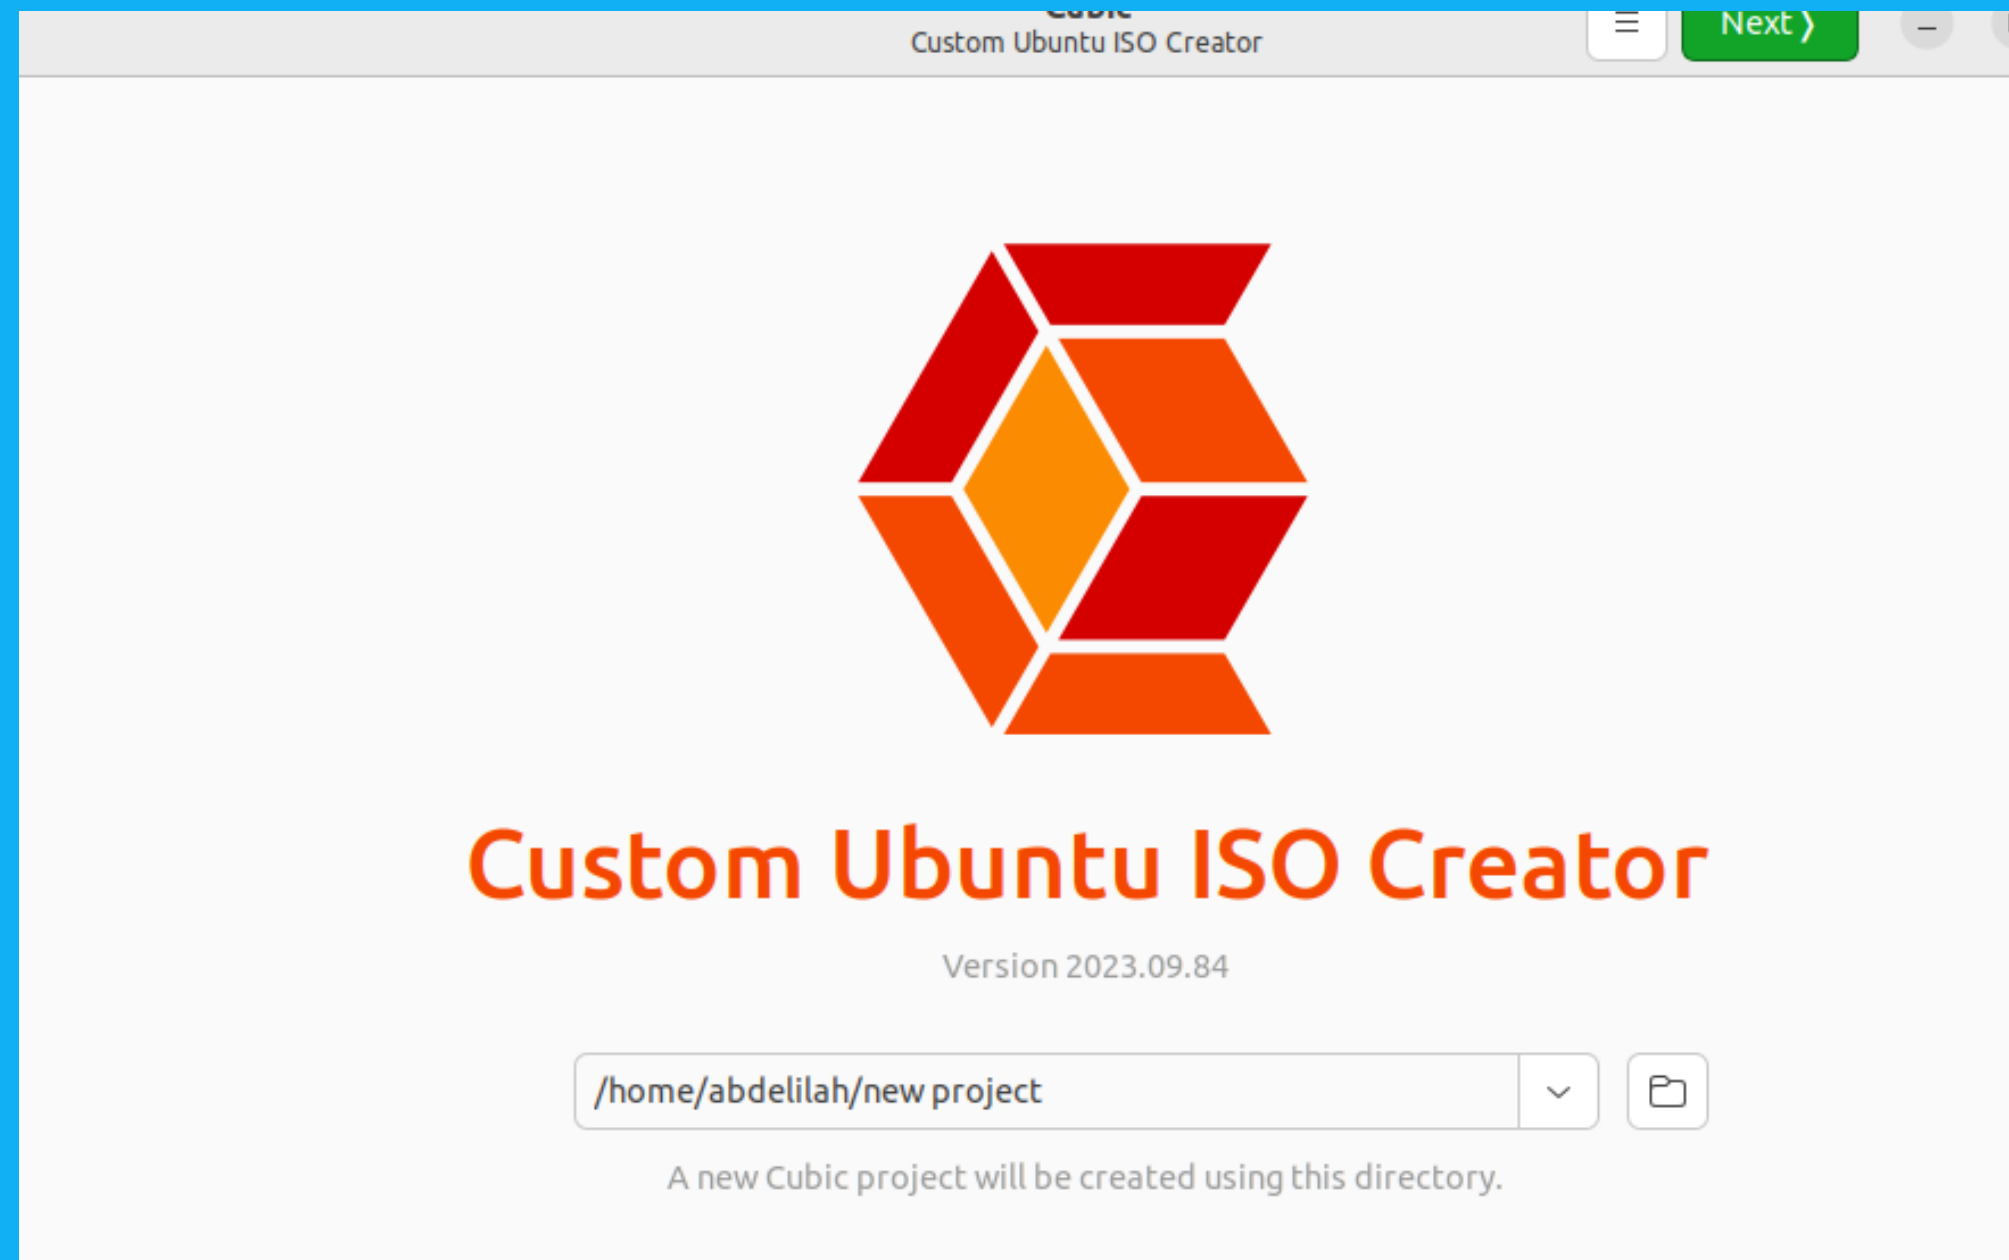 Cubic
Custom Ubuntu ISO Creator
Next ❭
Custom Ubuntu ISO Creator
Version 2023.09.84
/home/abdelilah/new project
A new Cubic project will be created using this directory.